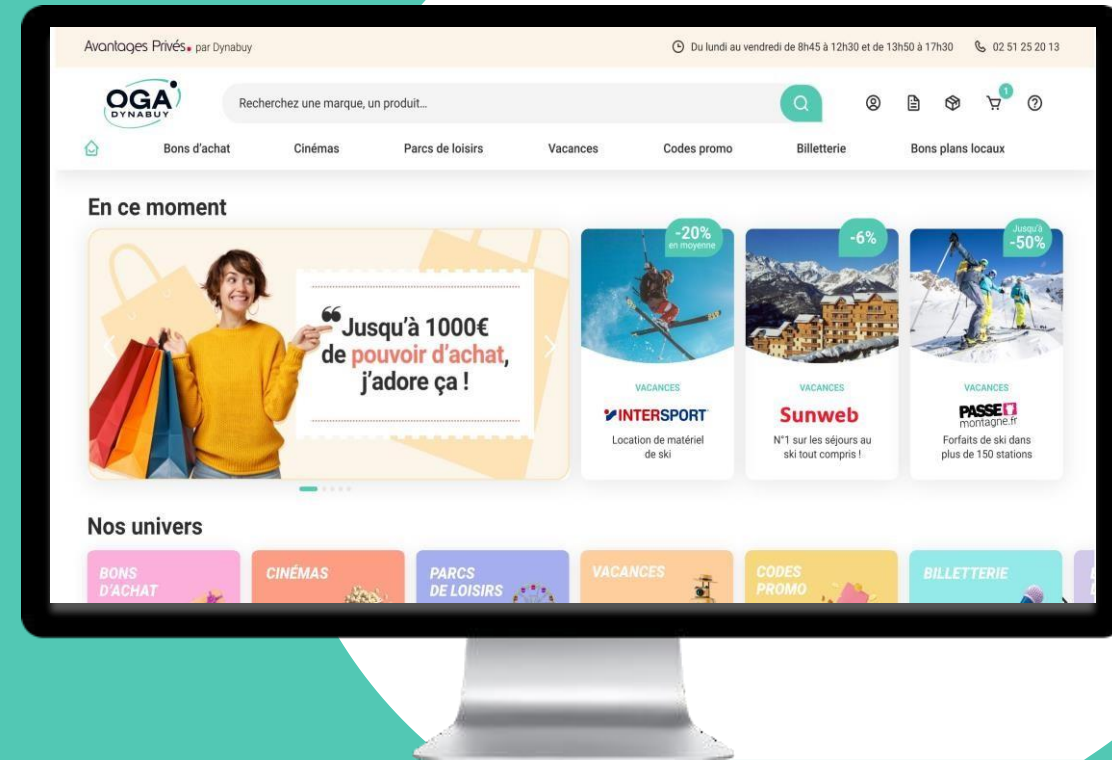 Avantages Privés. par Dynabuy
Du lundi au vendredi de 8h45 à 12h30 et de 13h50 à 17h30
02 51 25 20 13
OGA
DYNABUY
Recherchez une marque, un produit...
1
Bons d'achat
Cinémas
Parcs de loisirs
Vacances
Codes promo
Billetterie
Bons plans locaux
En ce moment
“Jusqu'à 1000€
de pouvoir d'achat,
j'adore ça !
-20%
en moyenne
VACANCES
INTERSPORT
Location de matériel
de ski
-6%
VACANCES
Sunweb
N°1 sur les séjours au
ski tout compris !
Jusqu'à
-50%
VACANCES
PASSE
montagne.fr
Forfaits de ski dans
plus de 150 stations
Nos univers
BONS
D'ACHAT
CINÉMAS
PARCS
DE LOISIRS
VACANCES
CODES
PROMO
BILLETTERIE